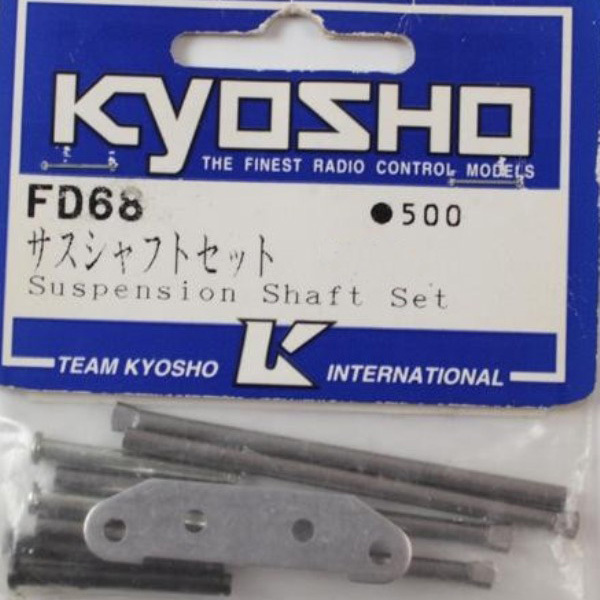 KYOSHO
THE FINEST RADIO CONTROL MODELS
FD68 ●500
サスシャフトセット
Suspension Shaft Set
TEAM KYOSHO K INTERNATIONAL